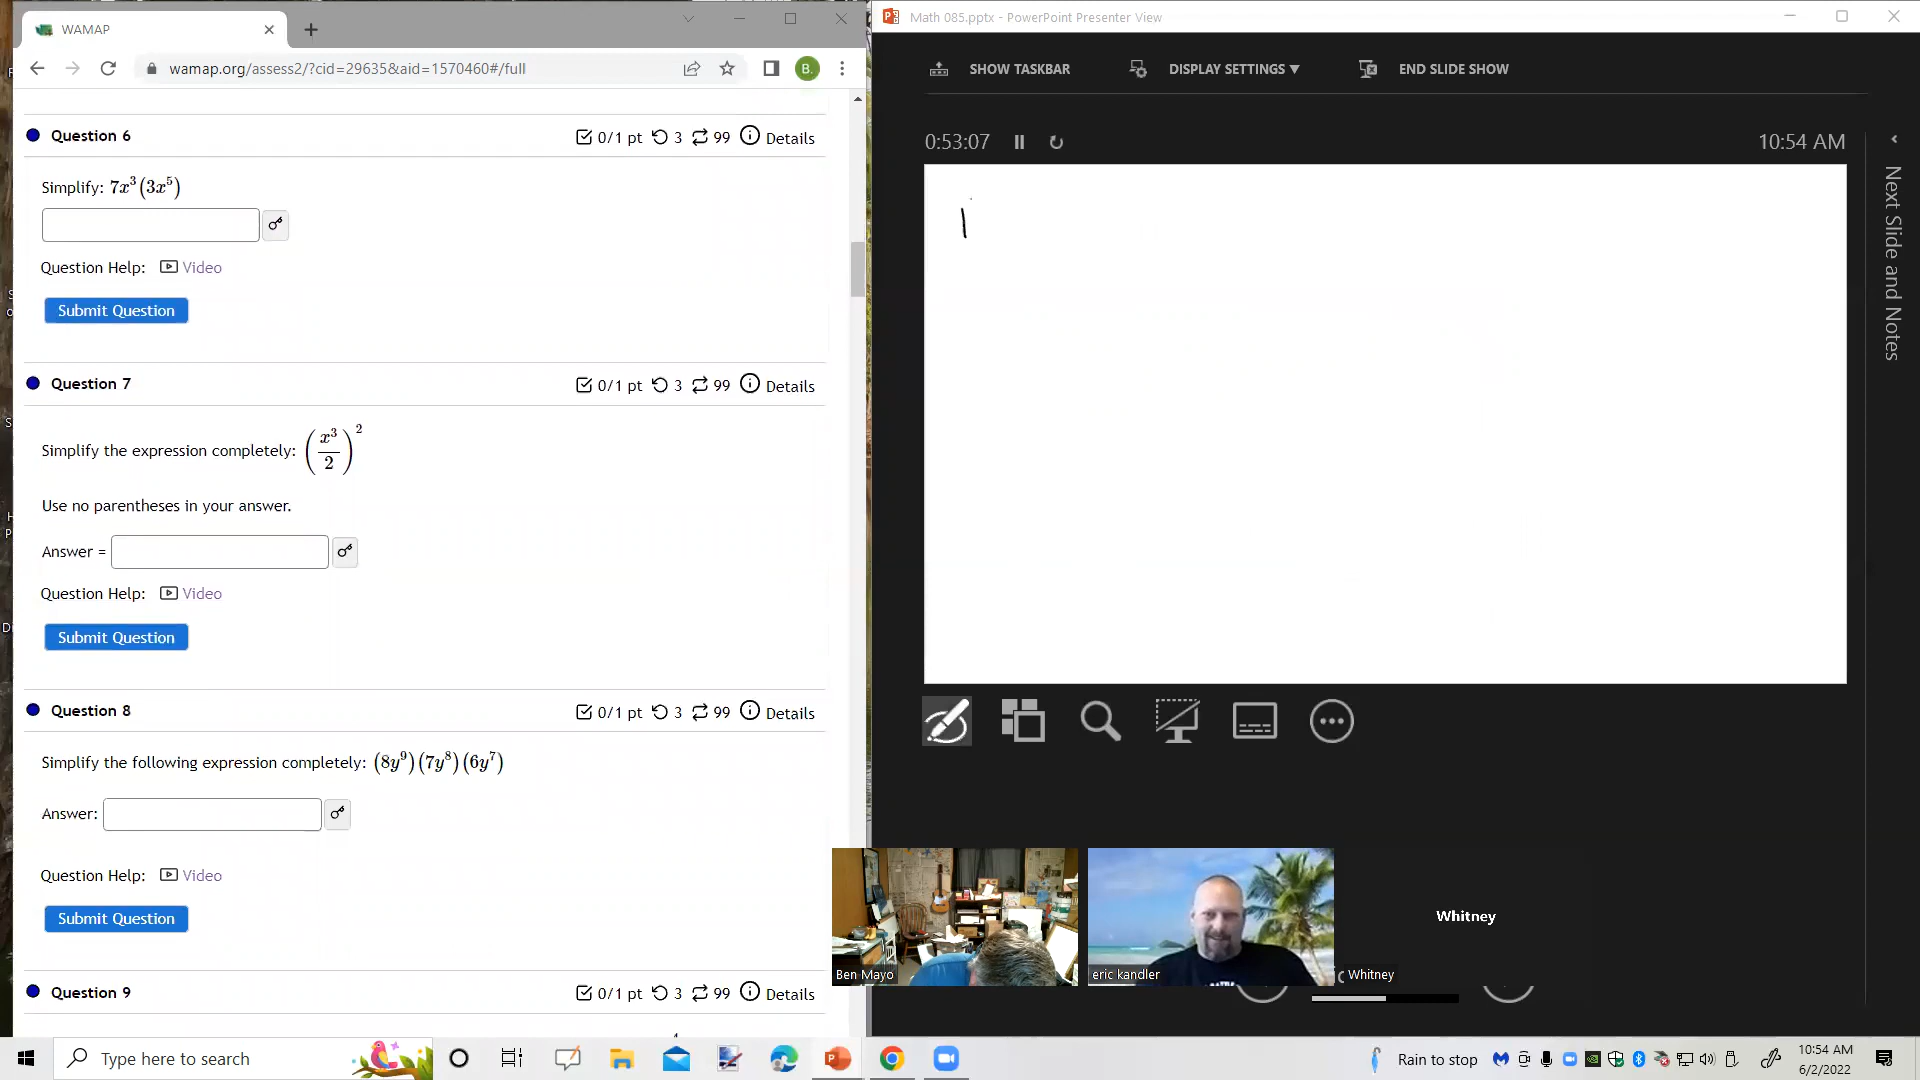 WAMAP
wamap.org/assess2/?cid=29635&aid=1570460#/full
B.
Question 6
0/1 pt 3 99 Details
Simplify: 7x³(3x⁵)
Question Help: Video
Submit Question
Question 7
0/1 pt 3 99 Details
Simplify the expression completely: (x³/2)²
Use no parentheses in your answer.
Answer =
Question Help: Video
Submit Question
Question 8
0/1 pt 3 99 Details
Simplify the following expression completely: (8y⁹)(7y⁸)(6y⁷)
Answer:
Question Help: Video
Submit Question
Question 9
0/1 pt 3 99 Details
Math 085.pptx - PowerPoint Presenter View
SHOW TASKBAR
DISPLAY SETTINGS ▼
END SLIDE SHOW
0:53:07
10:54 AM
Next Slide and Notes
Ben Mayo
eric kandler
Whitney
Whitney
Type here to search
Rain to stop
10:54 AM
6/2/2022